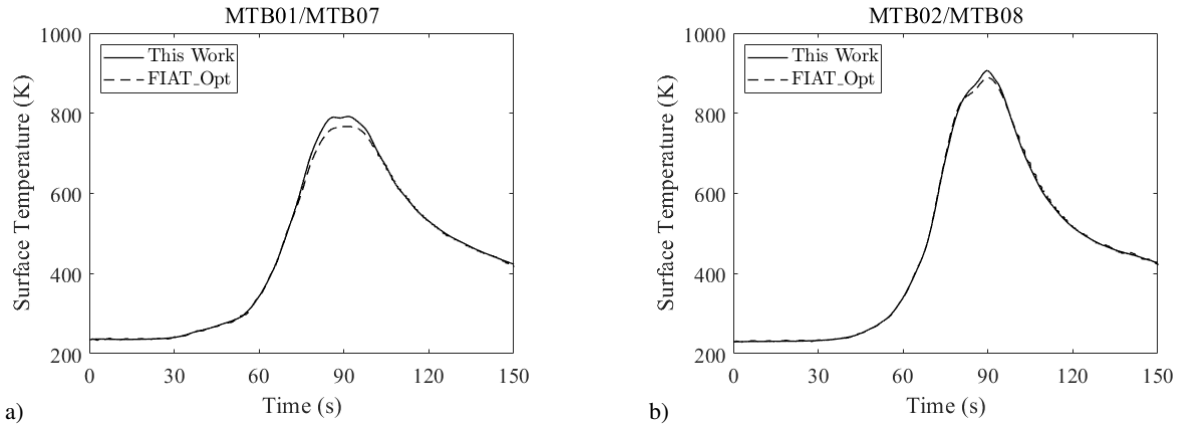 MTB01/MTB07
1000
800
600
400
200
Surface Temperature (K)
This Work
FIAT_Opt
0 30 60 90 120 150
Time (s)
a)
MTB02/MTB08
1000
800
600
400
200
Surface Temperature (K)
This Work
FIAT_Opt
0 30 60 90 120 150
Time (s)
b)